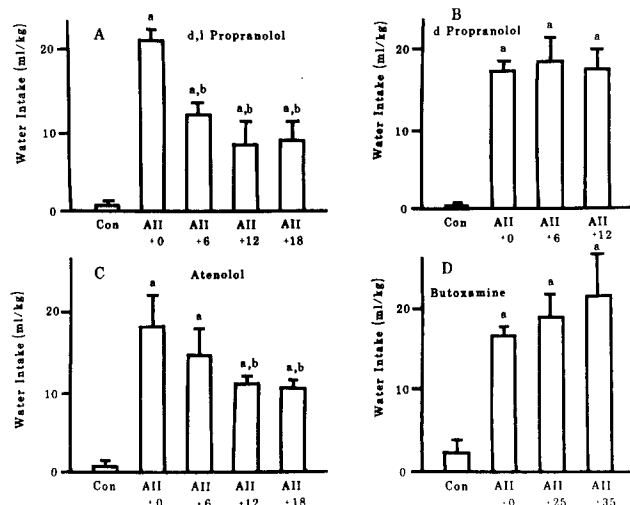 A
d,l Propranolol
Water Intake (ml/kg)
20
10
0
a
a,b
a,b
a,b
Con
AII
+0
AII
+6
AII
+12
AII
+18
B
d Propranolol
Water Intake (ml/kg)
20
10
0
a
a
a
Con
AII
+0
AII
+6
AII
+12
C
Atenolol
Water Intake (ml/kg)
20
10
0
a
a
a,b
a,b
Con
AII
+0
AII
+6
AII
+12
AII
+18
D
Butoxamine
Water Intake (ml/kg)
20
10
0
a
a
a
Con
AII
+0
AII
+25
AII
+35